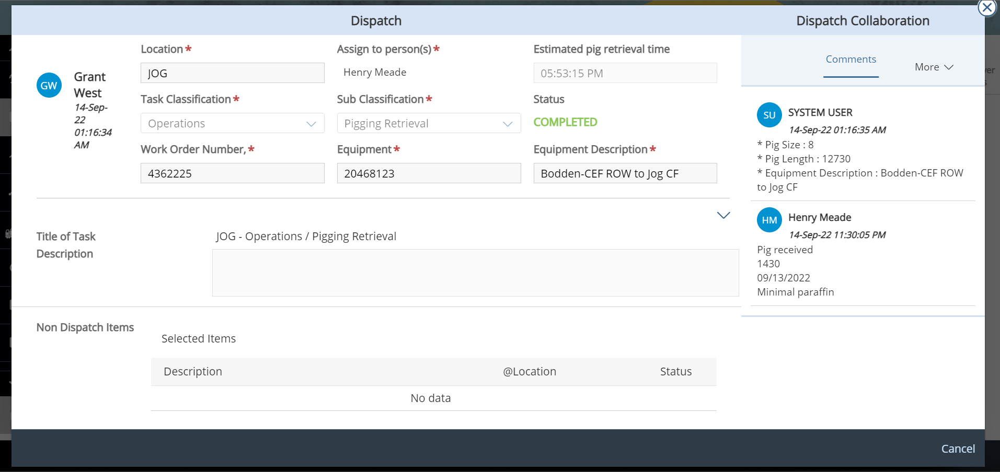 Dispatch
Dispatch Collaboration
GW
Grant
West
14-Sep-
22
01:16:34
AM
Location *
JOG
Assign to person(s) *
Henry Meade
Estimated pig retrieval time
05:53:15 PM
Task Classification *
Operations
Sub Classification *
Pigging Retrieval
Status
COMPLETED
Work Order Number, *
4362225
Equipment *
20468123
Equipment Description *
Bodden-CEF ROW to Jog CF
Title of Task
JOG - Operations / Pigging Retrieval
Description
Non Dispatch Items
Selected Items
Description @Location Status
No data
Comments
More
SU
SYSTEM USER
14-Sep-22 01:16:35 AM
* Pig Size : 8
* Pig Length : 12730
* Equipment Description : Bodden-CEF ROW
to Jog CF
HM
Henry Meade
14-Sep-22 11:30:05 PM
Pig received
1430
09/13/2022
Minimal paraffin
Cancel